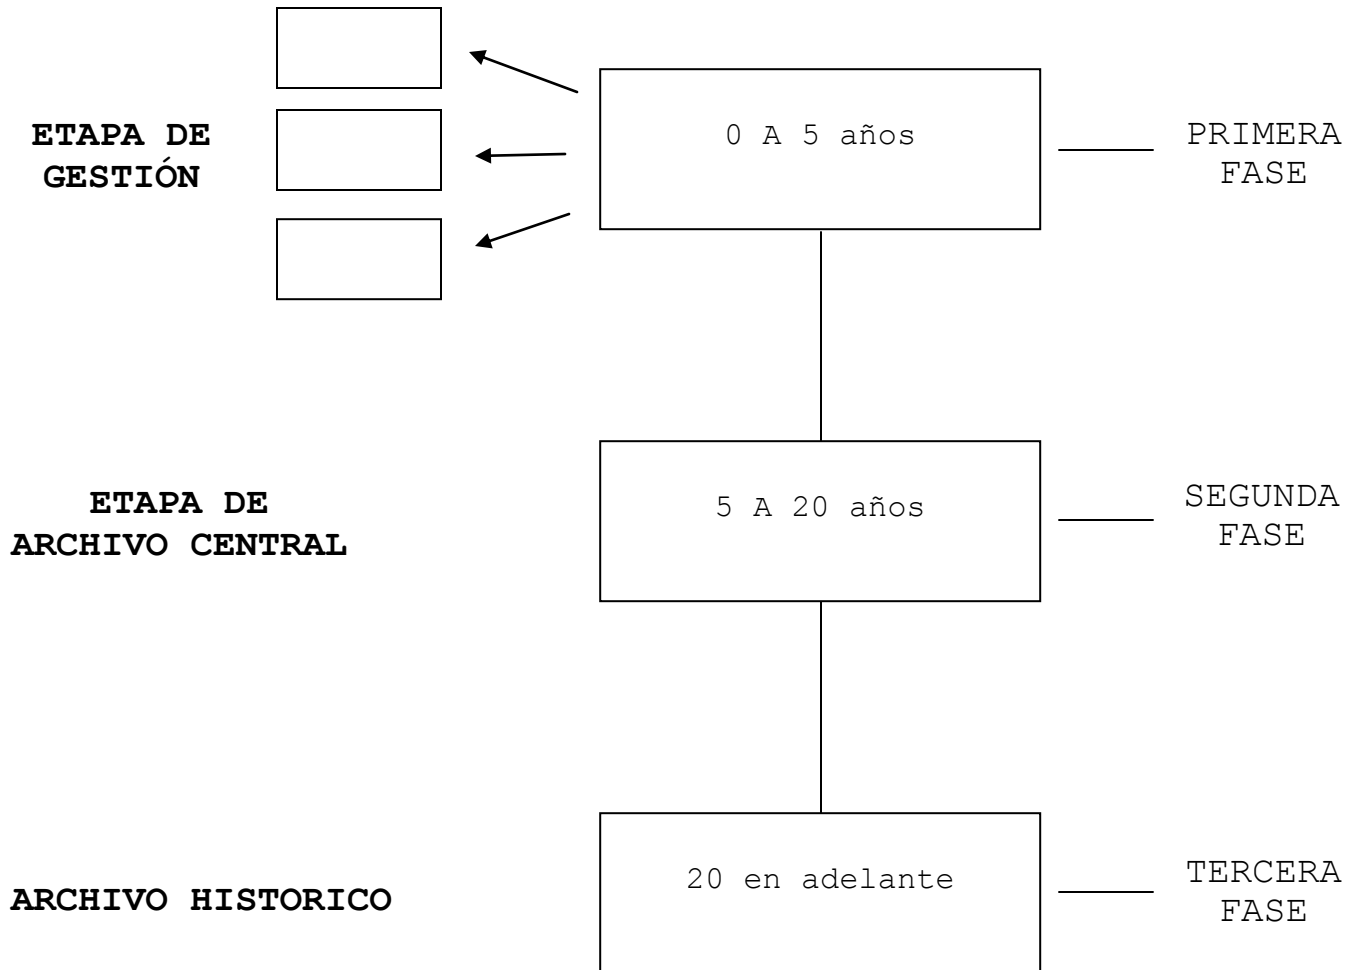 ETAPA DE
GESTIÓN
0 A 5 años
PRIMERA
FASE
ETAPA DE
ARCHIVO CENTRAL
5 A 20 años
SEGUNDA
FASE
ARCHIVO HISTORICO
20 en adelante
TERCERA
FASE